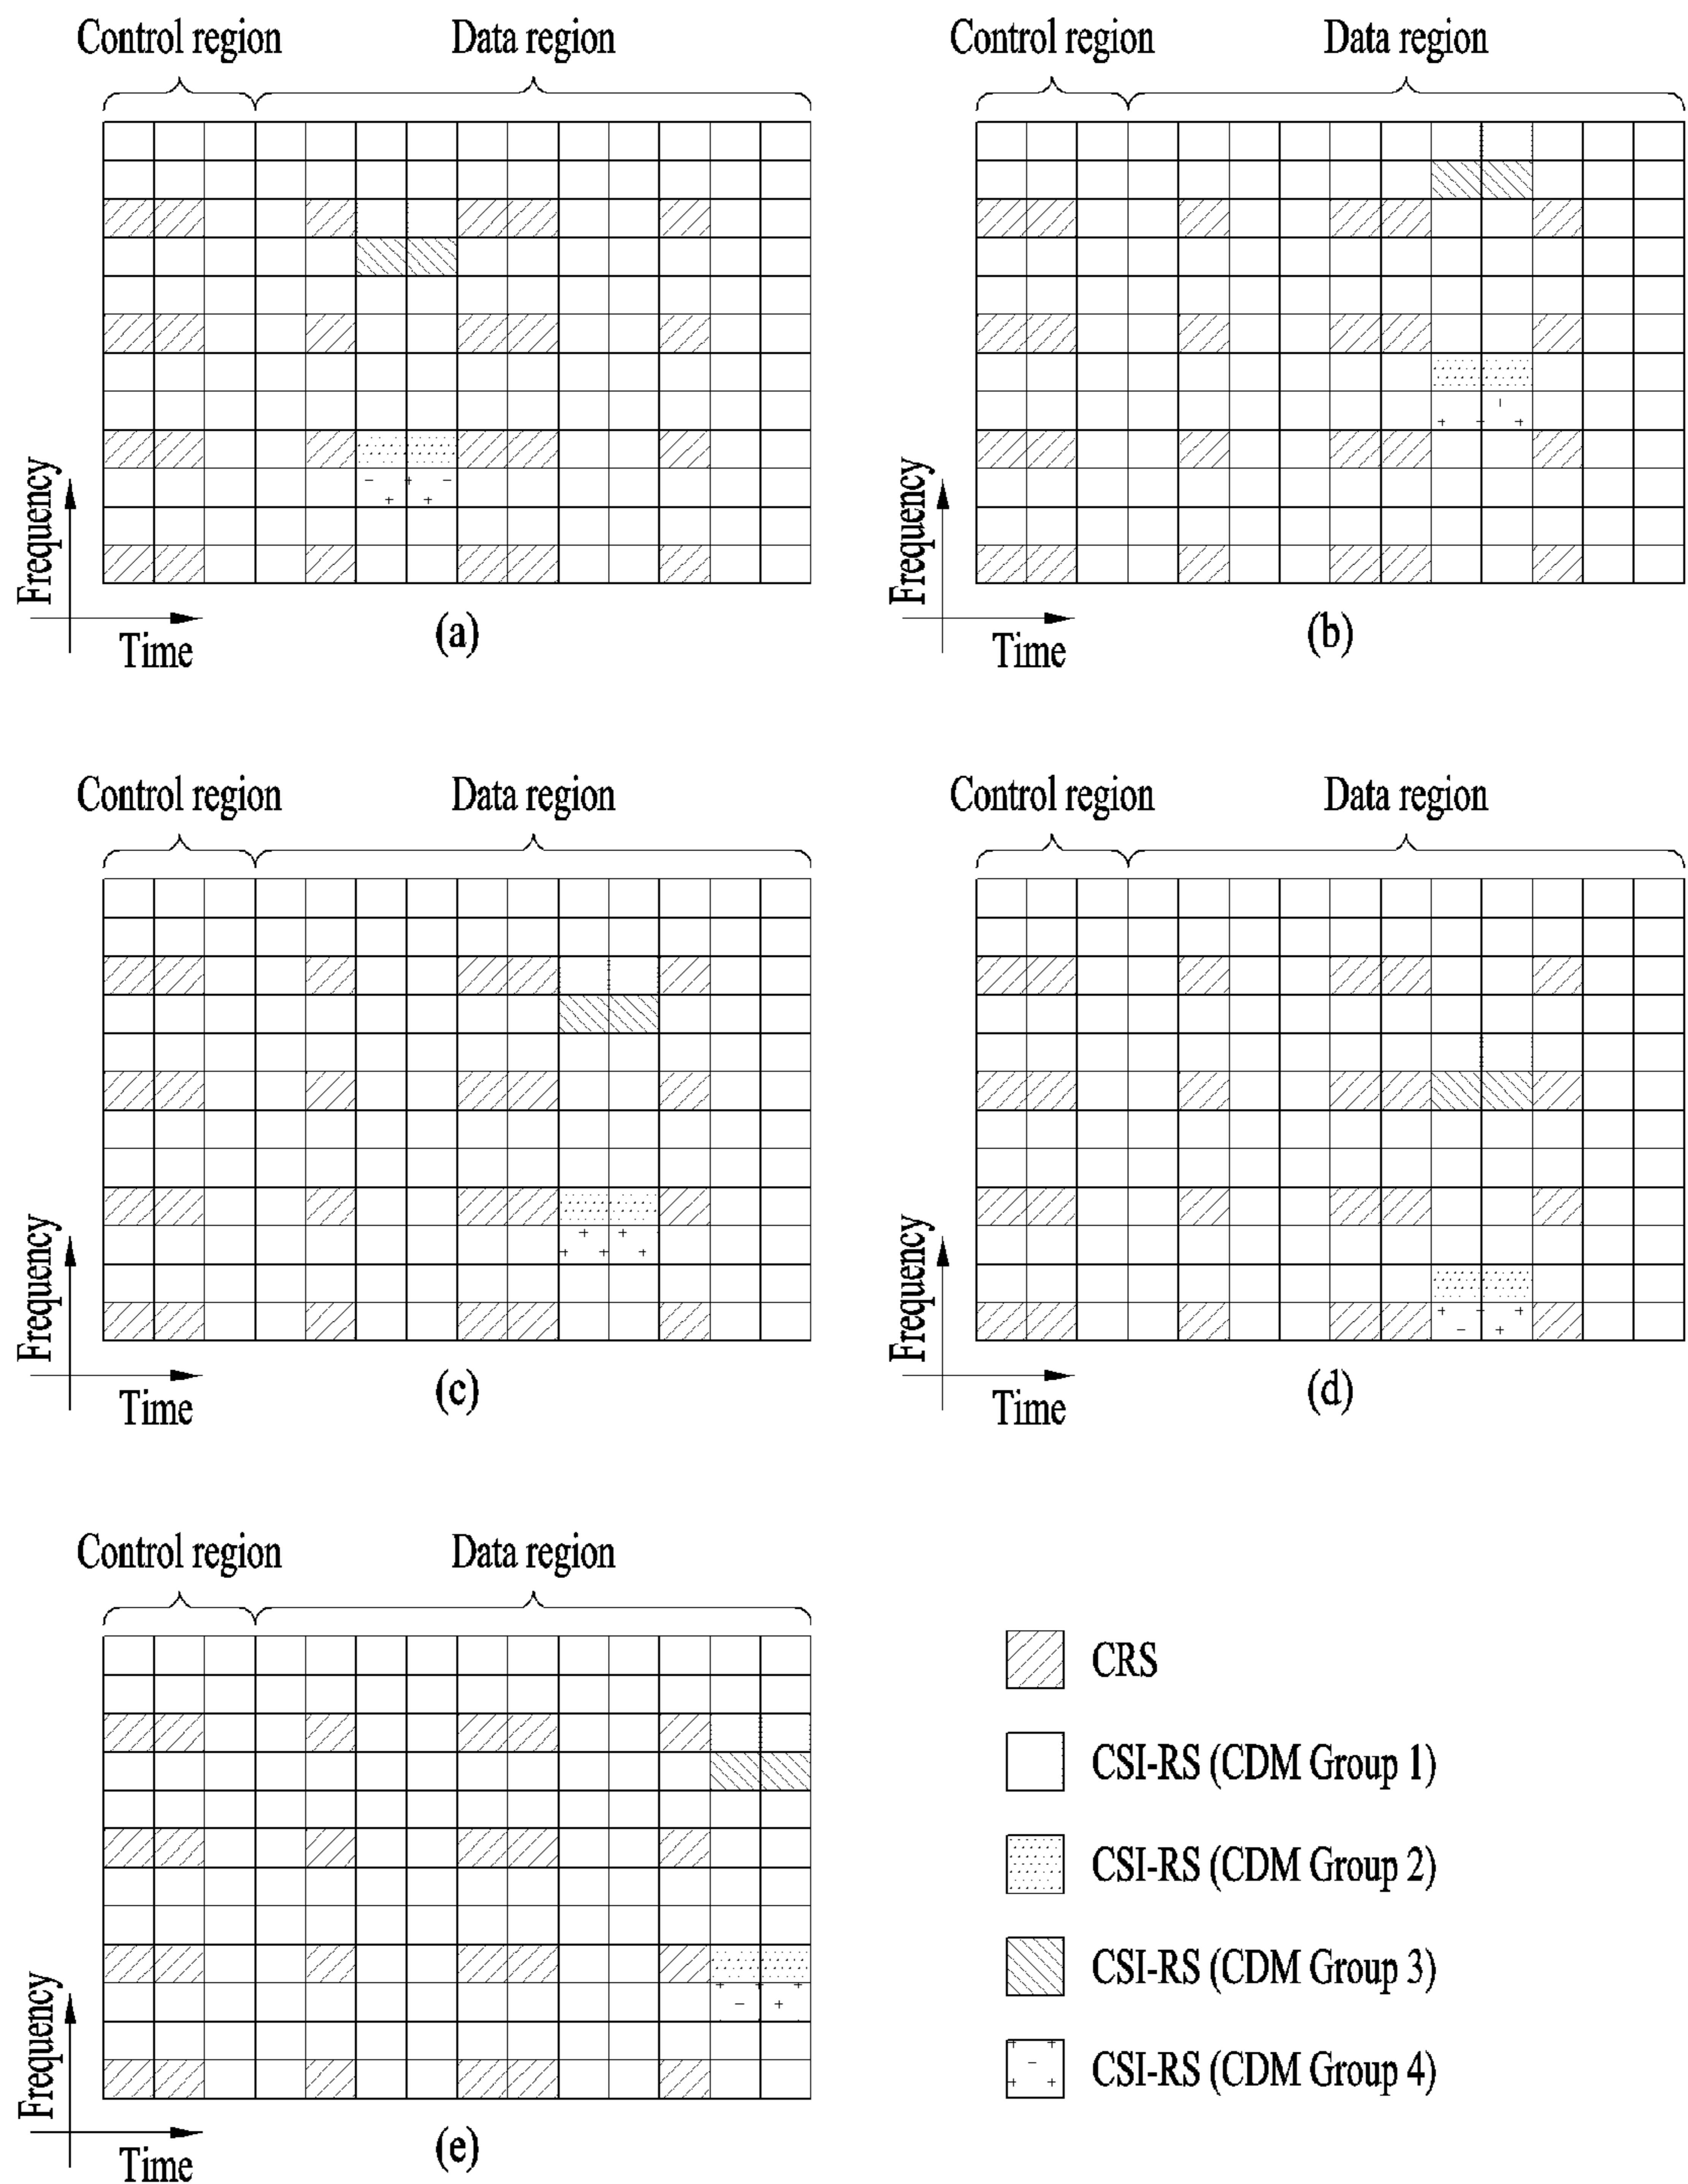 Control region Data region
Control region Data region
Frequency
Time
(a)
Frequency
Time
(b)
Control region Data region
Control region Data region
Frequency
Time
(c)
Frequency
Time
(d)
Control region Data region
Frequency
Time
(e)
CRS
CSI-RS (CDM Group 1)
CSI-RS (CDM Group 2)
CSI-RS (CDM Group 3)
CSI-RS (CDM Group 4)